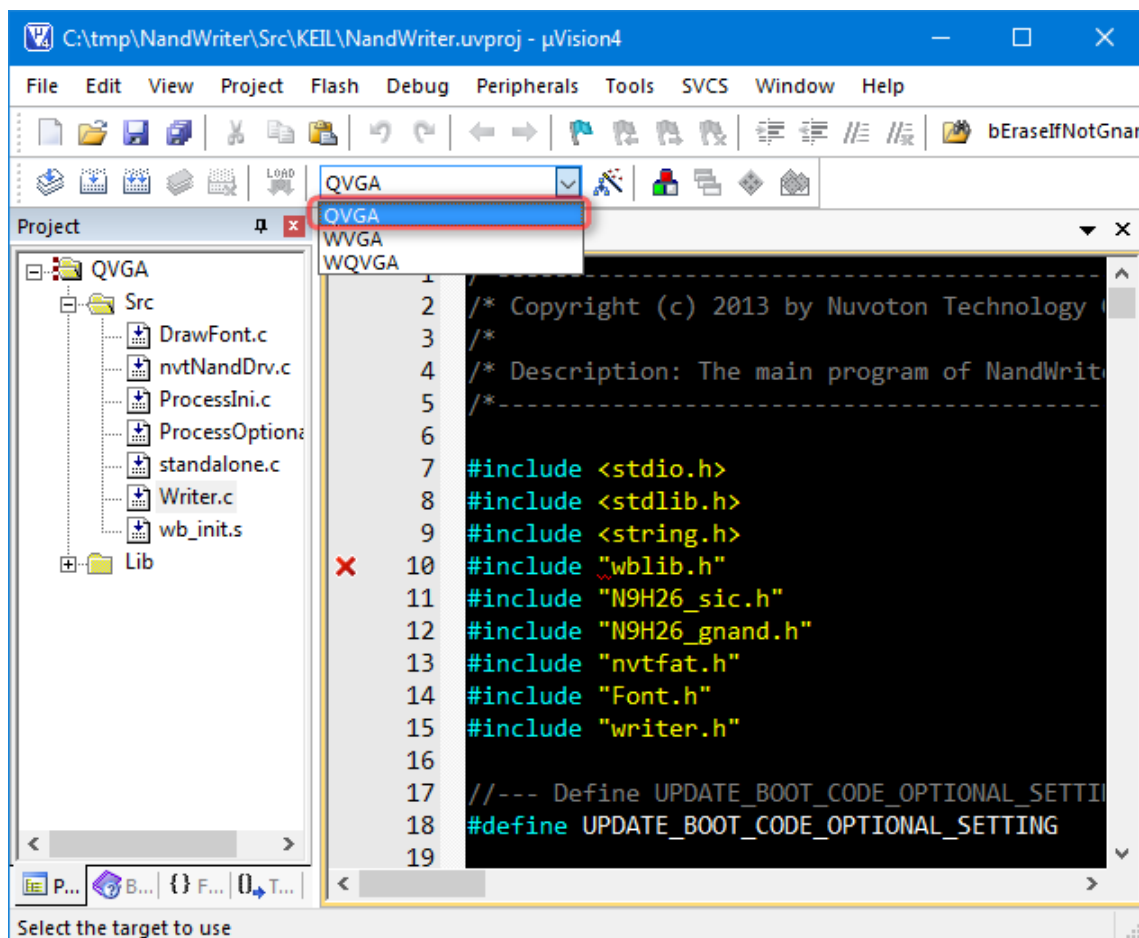 C:\tmp\NandWriter\Src\KEIL\NandWriter.uvproj - µVision4
File Edit View Project Flash Debug Peripherals Tools SVCS Window Help
bEraseIfNotGnan
LOAD
QVGA
QVGA
WVGA
WQVGA
Project
QVGA
Src
DrawFont.c
nvtNandDrv.c
ProcessIni.c
ProcessOptiona
standalone.c
Writer.c
wb_init.s
Lib
1 /*-----------------------------------------
2 /* Copyright (c) 2013 by Nuvoton Technology
3 /*
4 /* Description: The main program of NandWrite
5 /*-----------------------------------------
6
7 #include <stdio.h>
8 #include <stdlib.h>
9 #include <string.h>
10 #include "wblib.h"
11 #include "N9H26_sic.h"
12 #include "N9H26_gnand.h"
13 #include "nvtfat.h"
14 #include "Font.h"
15 #include "writer.h"
16
17 //--- Define UPDATE_BOOT_CODE_OPTIONAL_SETTI
18 #define UPDATE_BOOT_CODE_OPTIONAL_SETTING
19
P... B... {} F... 0 T...
Select the target to use